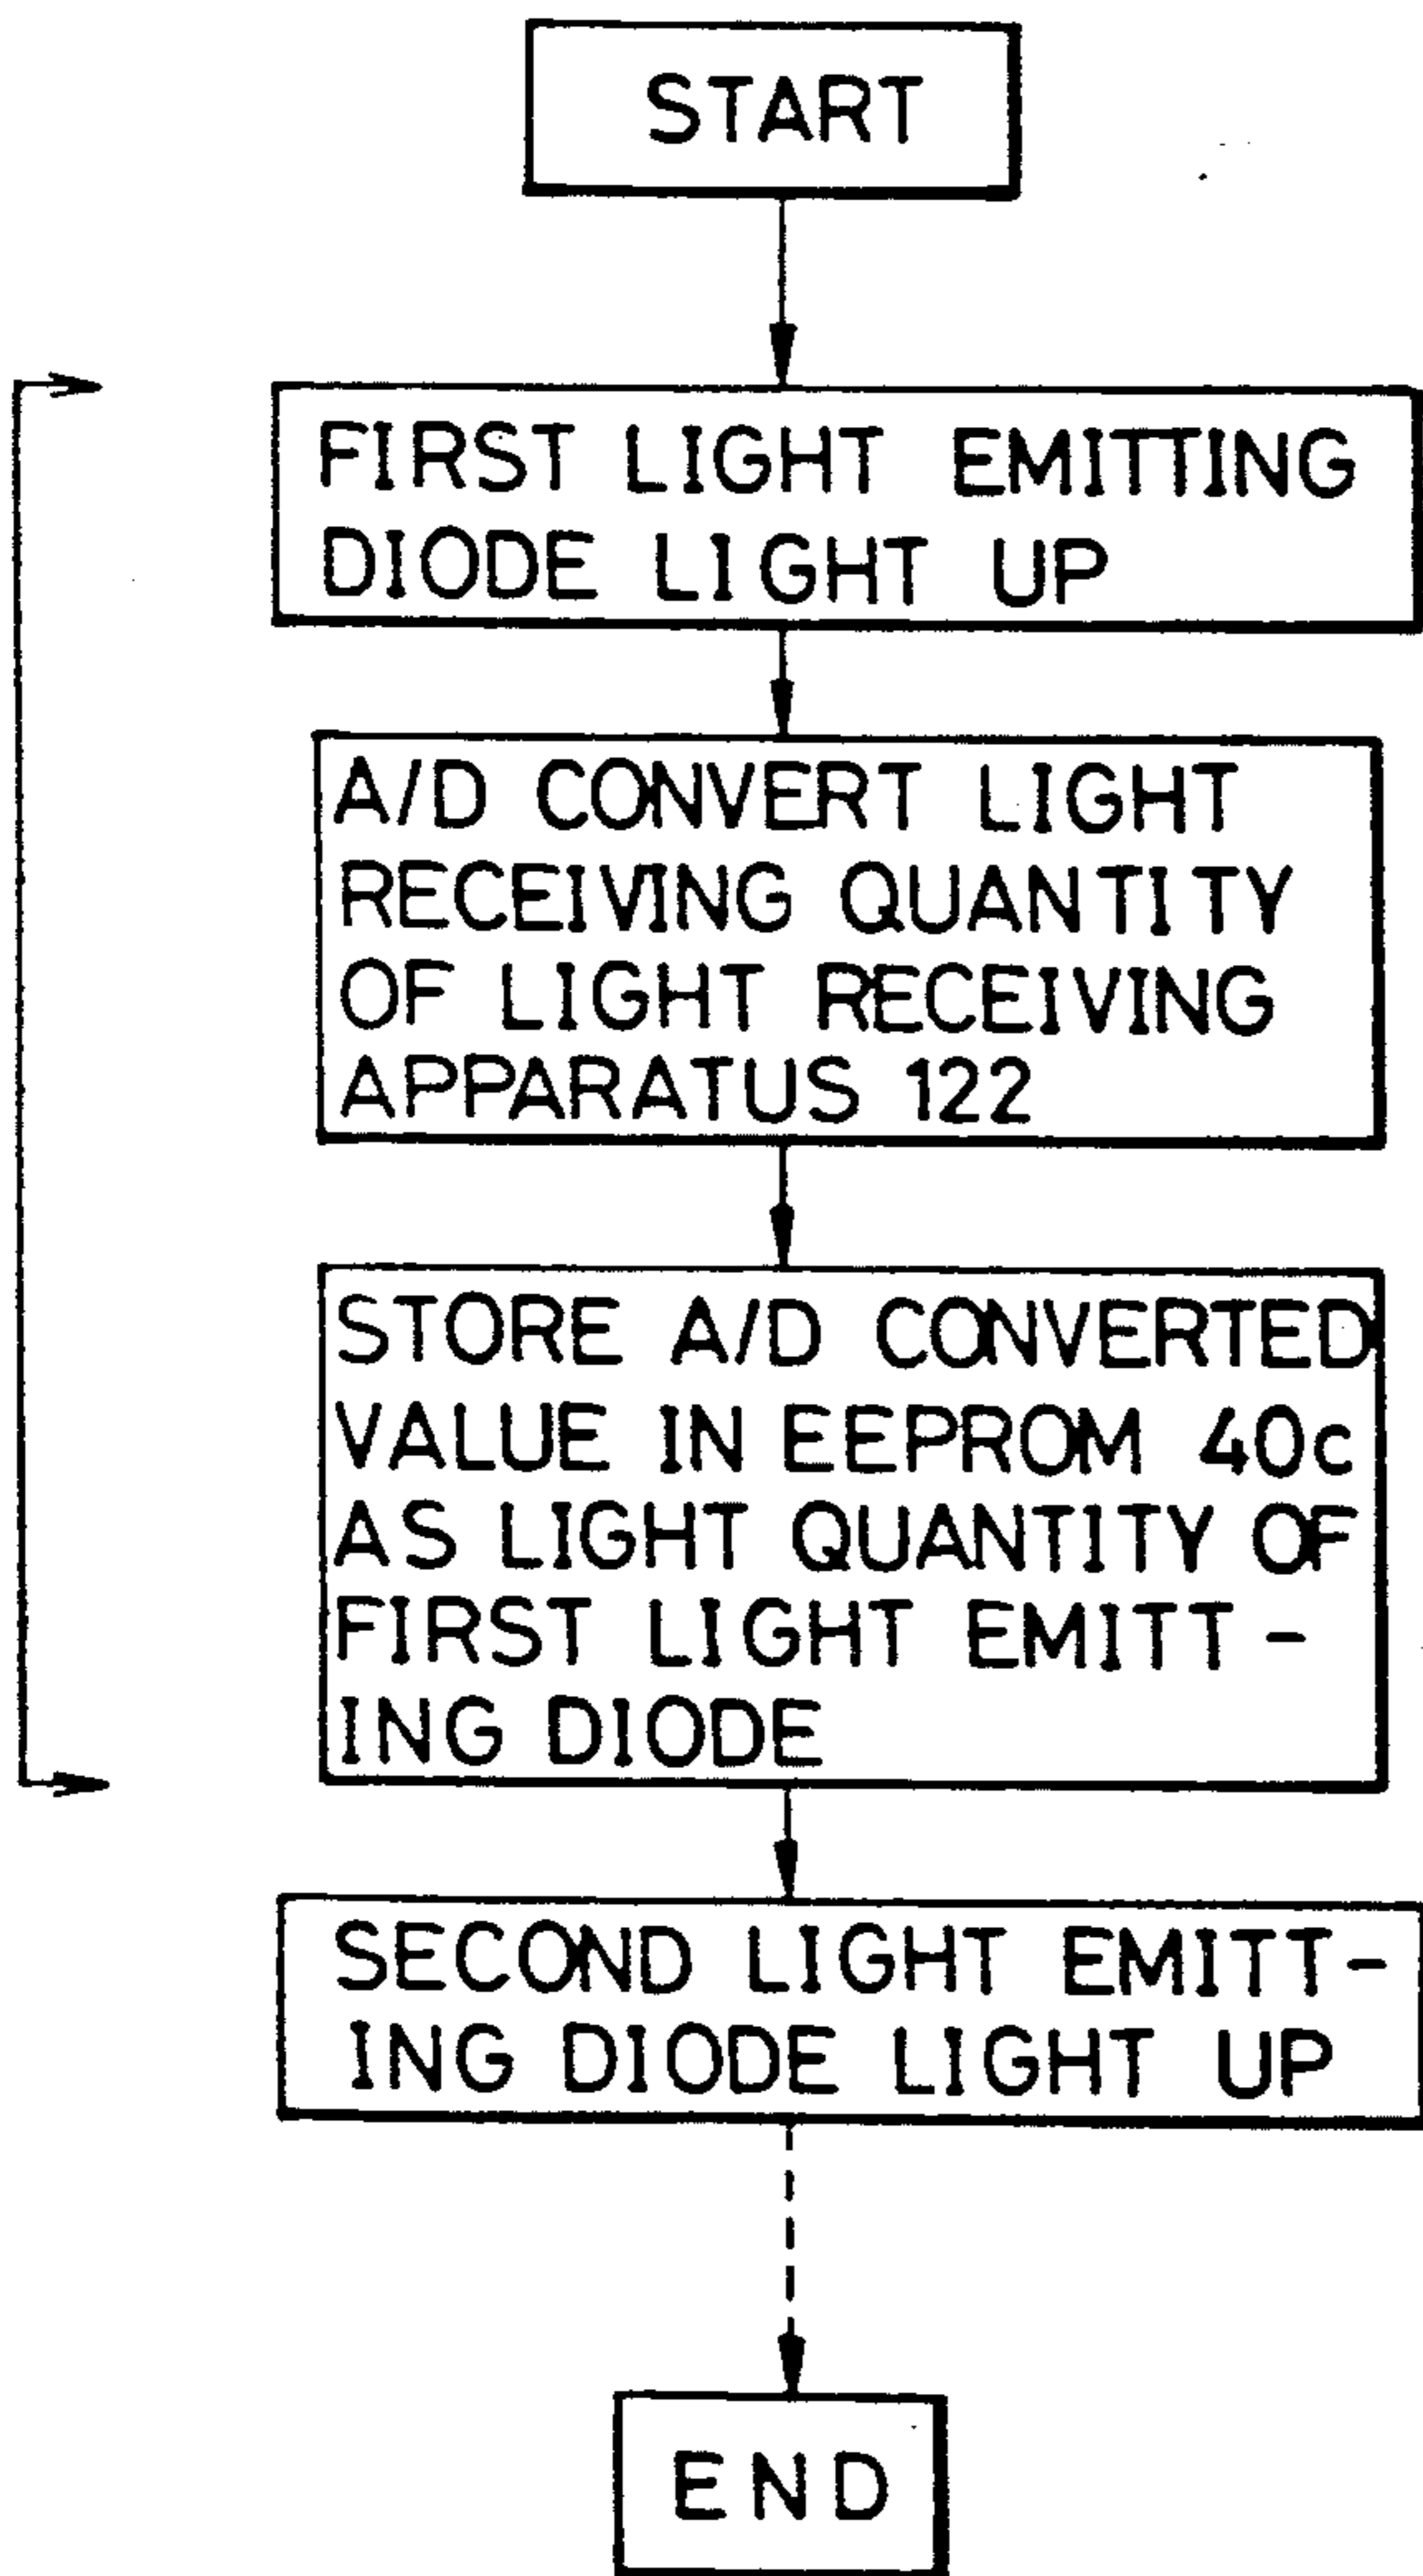 START
FIRST LIGHT EMITTING
DIODE LIGHT UP
A/D CONVERT LIGHT
RECEIVING QUANTITY
OF LIGHT RECEIVING
APPARATUS 122
STORE A/D CONVERTED
VALUE IN EEPROM 40c
AS LIGHT QUANTITY OF
FIRST LIGHT EMITT-
ING DIODE
SECOND LIGHT EMITT-
ING DIODE LIGHT UP
END